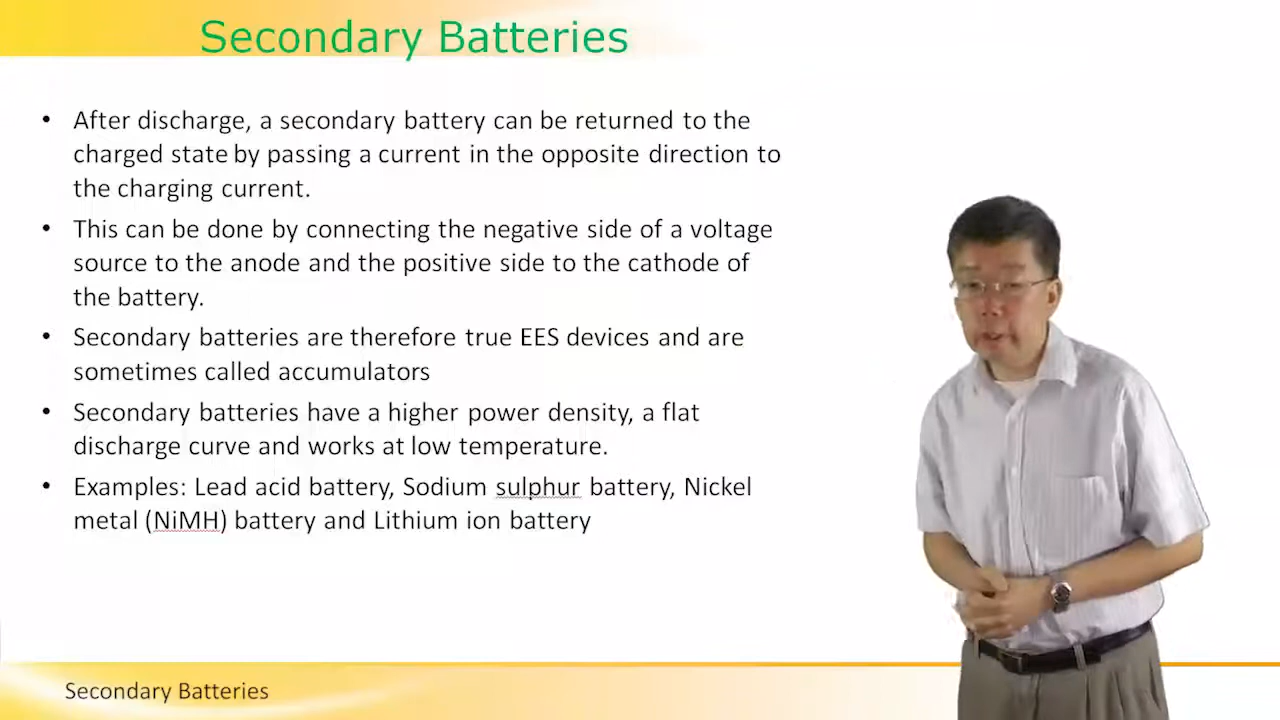 Secondary Batteries
• After discharge, a secondary battery can be returned to the
charged state by passing a current in the opposite direction to
the charging current.
• This can be done by connecting the negative side of a voltage
source to the anode and the positive side to the cathode of
the battery.
• Secondary batteries are therefore true EES devices and are
sometimes called accumulators
• Secondary batteries have a higher power density, a flat
discharge curve and works at low temperature.
• Examples: Lead acid battery, Sodium sulphur battery, Nickel
metal (NiMH) battery and Lithium ion battery
Secondary Batteries